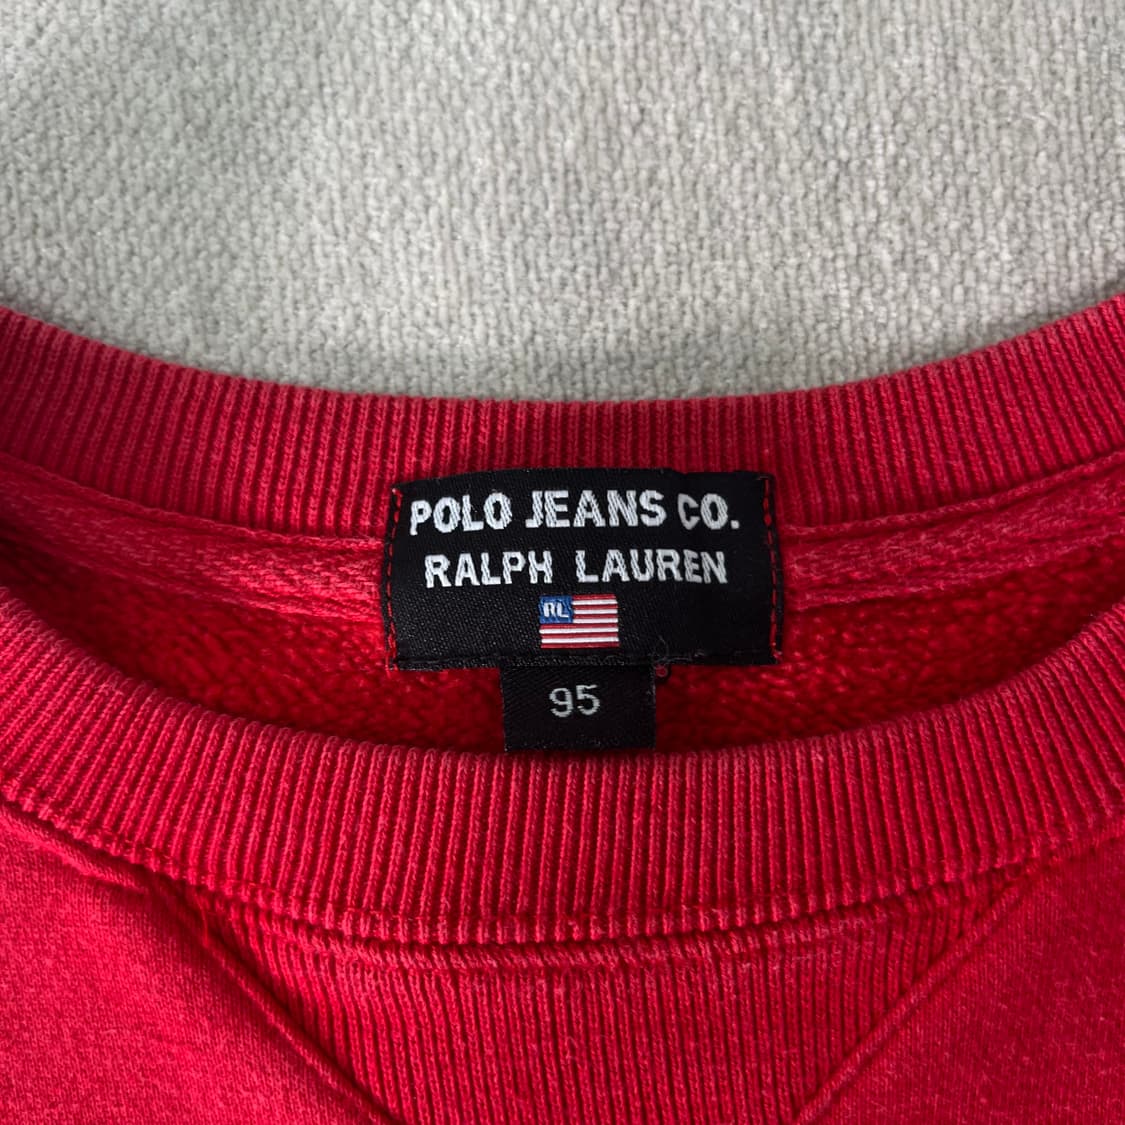 POLO JEANS CO.
RALPH LAUREN
RL
95